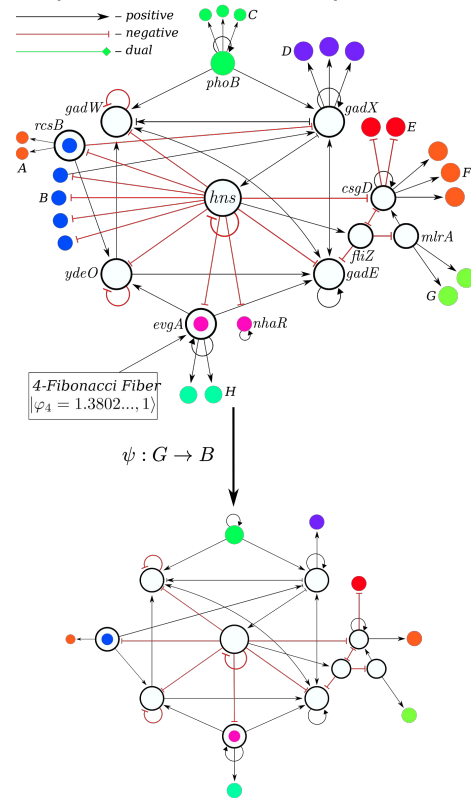 – positive
– negative
– dual
C
D
phoB
gadW
gadX
rcsB
E
A
B
hns
csgD
F
mlrA
fliZ
ydeO
gadE
G
evgA
nhaR
H
4-Fibonacci Fiber
|φ₄ = 1.3802..., 1⟩
ψ : G → B